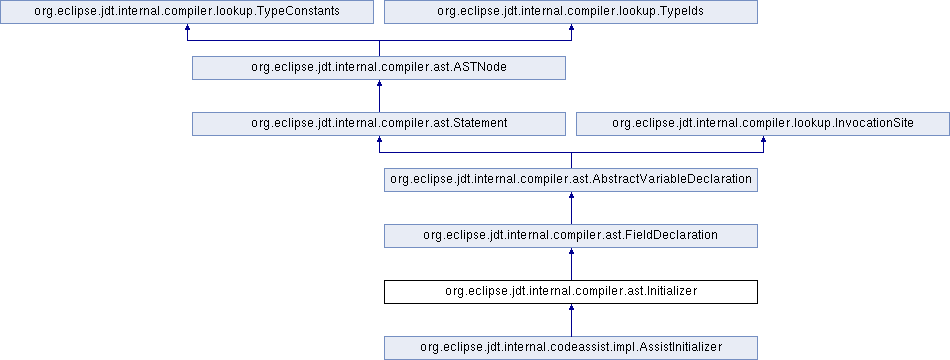 org.eclipse.jdt.internal.compiler.lookup.TypeConstants
org.eclipse.jdt.internal.compiler.lookup.TypeIds
org.eclipse.jdt.internal.compiler.ast.ASTNode
org.eclipse.jdt.internal.compiler.ast.Statement
org.eclipse.jdt.internal.compiler.lookup.InvocationSite
org.eclipse.jdt.internal.compiler.ast.AbstractVariableDeclaration
org.eclipse.jdt.internal.compiler.ast.FieldDeclaration
org.eclipse.jdt.internal.compiler.ast.Initializer
org.eclipse.jdt.internal.codeassist.impl.AssistInitializer